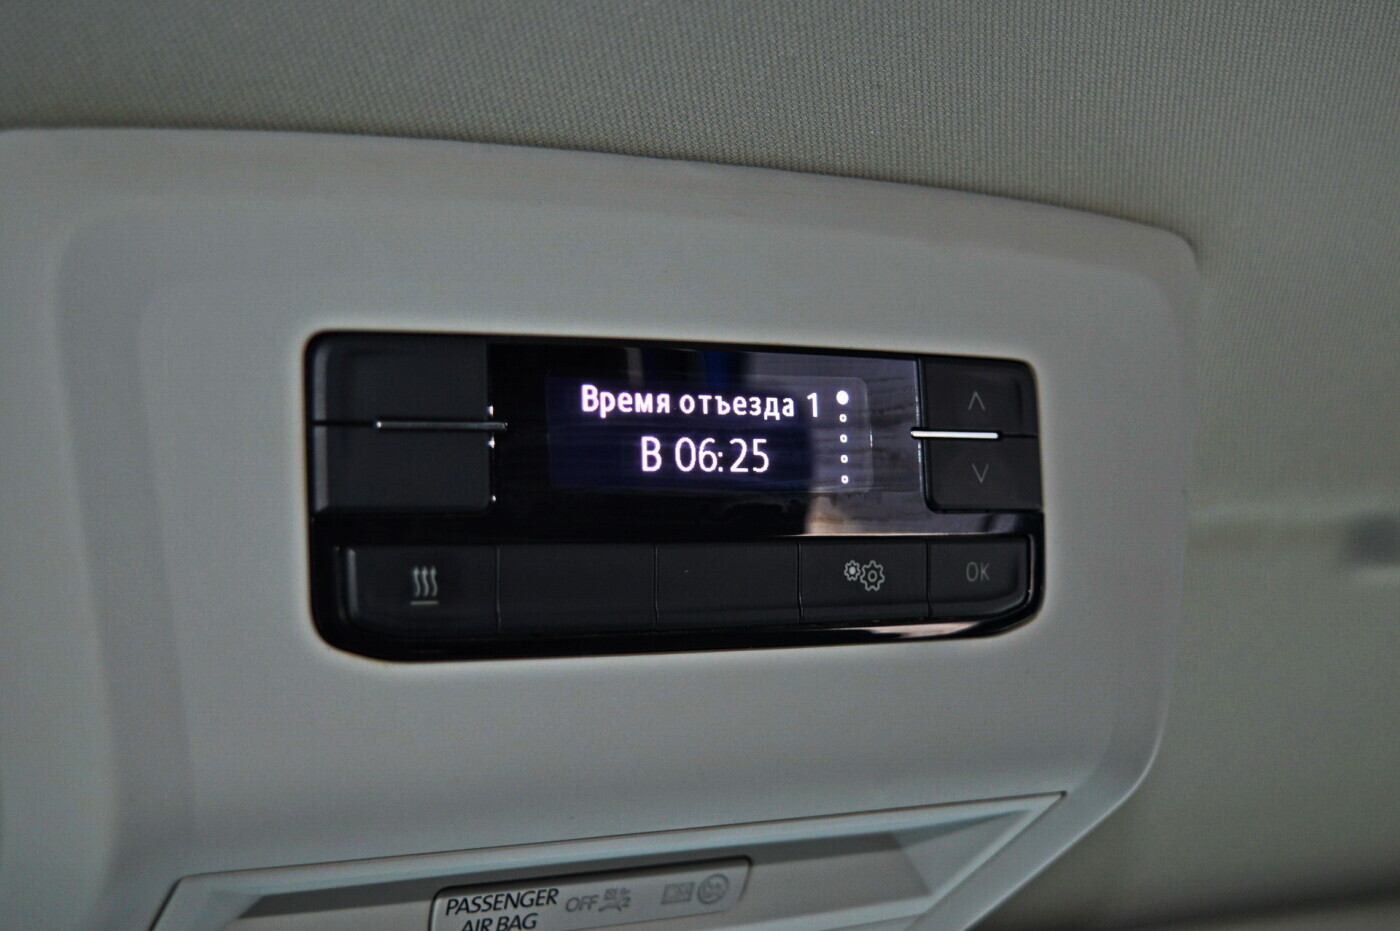 Время отъезда 1
В 06:25
OK
PASSENGER OFF
AIR BAG